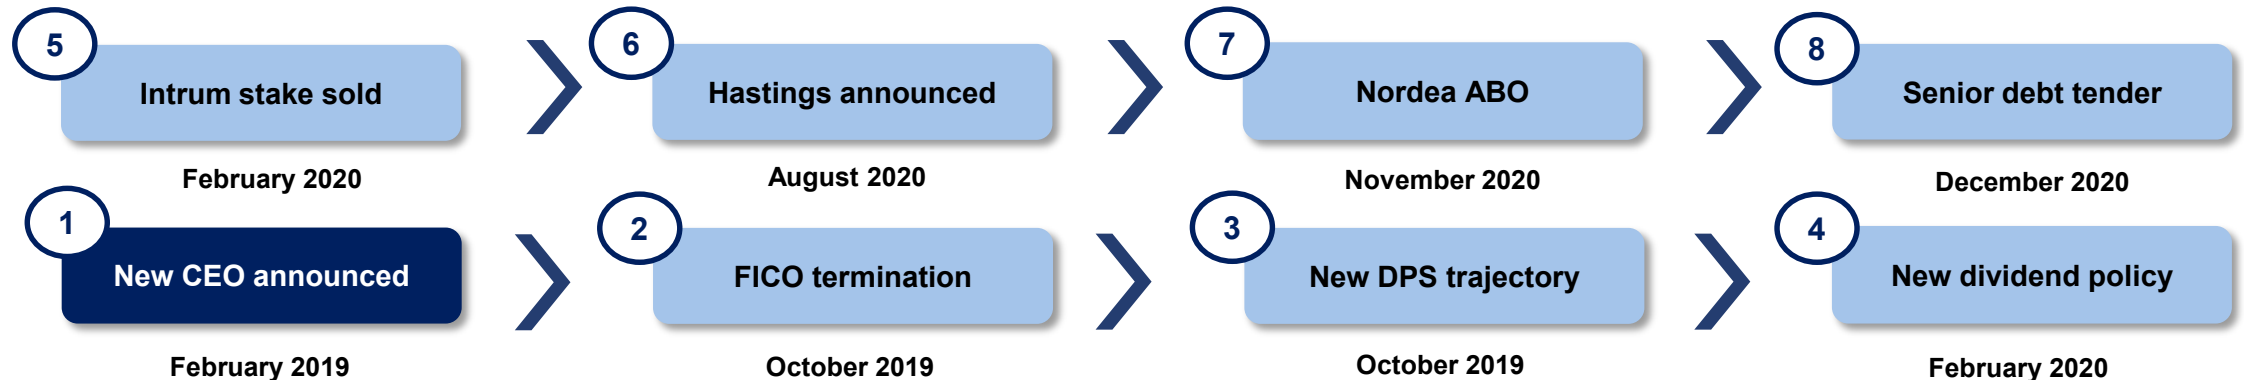 5
Intrum stake sold
February 2020
6
Hastings announced
August 2020
7
Nordea ABO
November 2020
8
Senior debt tender
December 2020
1
New CEO announced
February 2019
2
FICO termination
October 2019
3
New DPS trajectory
October 2019
4
New dividend policy
February 2020